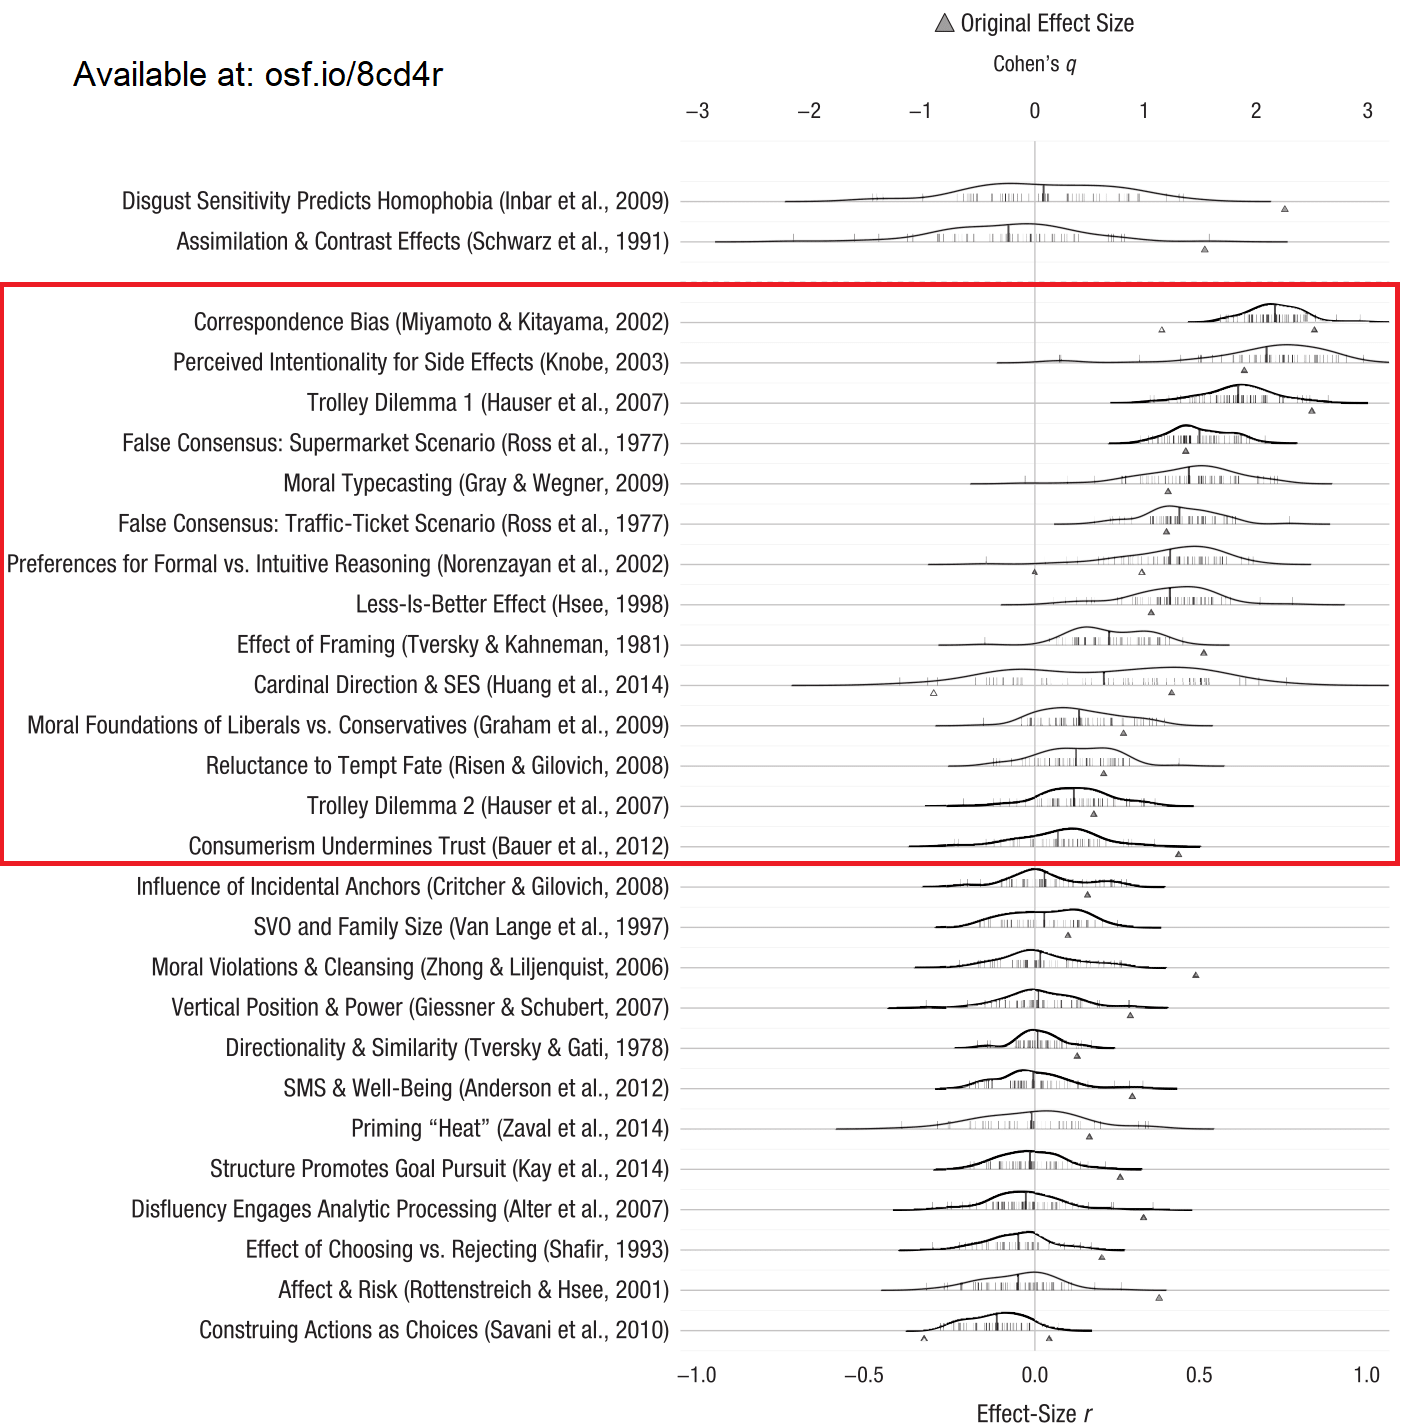 Original Effect Size
Cohen's q
Available at: osf.io/8cd4r
−3 −2 −1 0 1 2 3
Disgust Sensitivity Predicts Homophobia (Inbar et al., 2009)
Assimilation & Contrast Effects (Schwarz et al., 1991)
Correspondence Bias (Miyamoto & Kitayama, 2002)
Perceived Intentionality for Side Effects (Knobe, 2003)
Trolley Dilemma 1 (Hauser et al., 2007)
False Consensus: Supermarket Scenario (Ross et al., 1977)
Moral Typecasting (Gray & Wegner, 2009)
False Consensus: Traffic-Ticket Scenario (Ross et al., 1977)
Preferences for Formal vs. Intuitive Reasoning (Norenzayan et al., 2002)
Less-Is-Better Effect (Hsee, 1998)
Effect of Framing (Tversky & Kahneman, 1981)
Cardinal Direction & SES (Huang et al., 2014)
Moral Foundations of Liberals vs. Conservatives (Graham et al., 2009)
Reluctance to Tempt Fate (Risen & Gilovich, 2008)
Trolley Dilemma 2 (Hauser et al., 2007)
Consumerism Undermines Trust (Bauer et al., 2012)
Influence of Incidental Anchors (Critcher & Gilovich, 2008)
SVO and Family Size (Van Lange et al., 1997)
Moral Violations & Cleansing (Zhong & Liljenquist, 2006)
Vertical Position & Power (Giessner & Schubert, 2007)
Directionality & Similarity (Tversky & Gati, 1978)
SMS & Well-Being (Anderson et al., 2012)
Priming “Heat” (Zaval et al., 2014)
Structure Promotes Goal Pursuit (Kay et al., 2014)
Disfluency Engages Analytic Processing (Alter et al., 2007)
Effect of Choosing vs. Rejecting (Shafir, 1993)
Affect & Risk (Rottenstreich & Hsee, 2001)
Construing Actions as Choices (Savani et al., 2010)
−1.0 −0.5 0.0 0.5 1.0
Effect-Size r